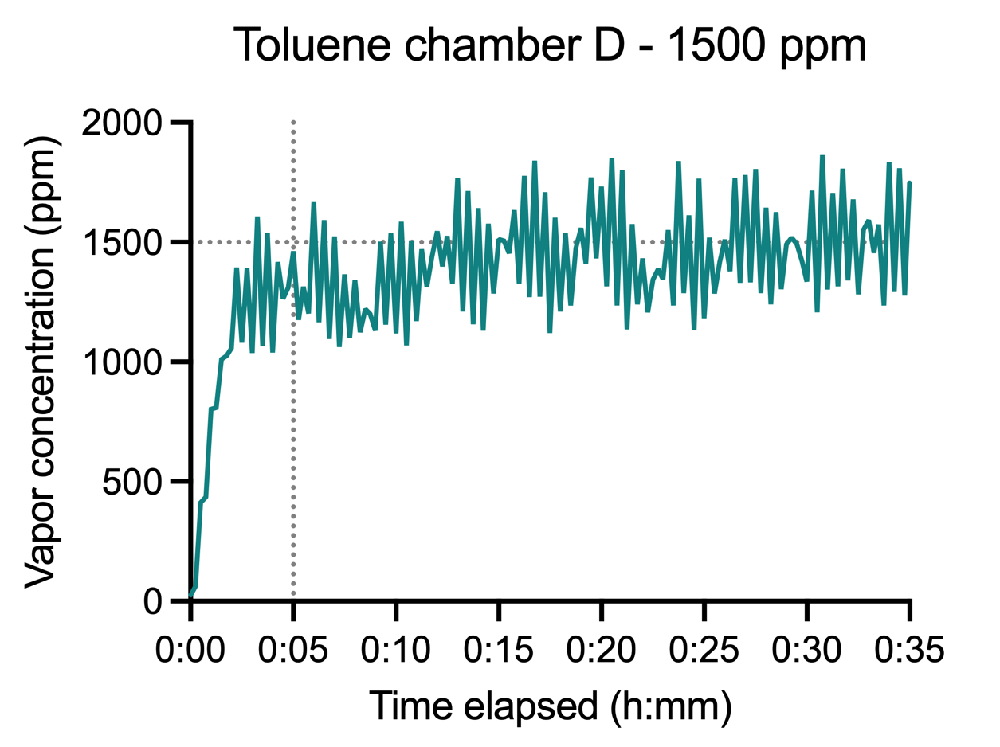 Toluene chamber D - 1500 ppm
Vapor concentration (ppm)
2000
1500
1000
500
0
0:00 0:05 0:10 0:15 0:20 0:25 0:30 0:35
Time elapsed (h:mm)